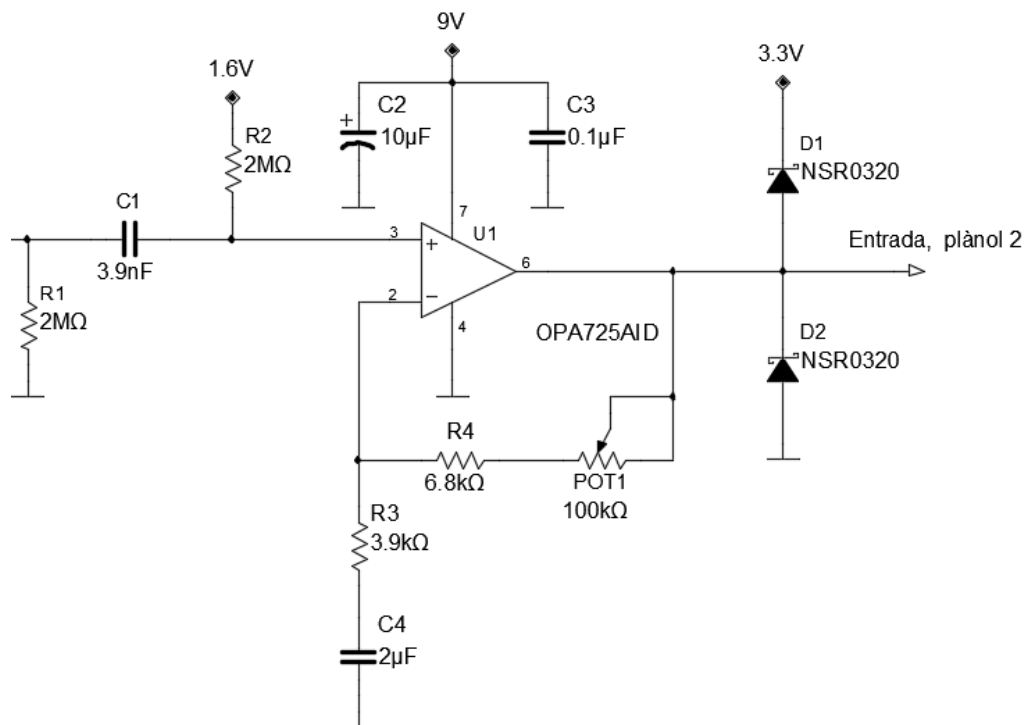 9V
1.6V
3.3V
C2
10µF
C3
0.1µF
R2
2MΩ
D1
NSR0320
C1
3.9nF
7
3
U1
+
6
Entrada, plànol 2
R1
2MΩ
2
−
4
OPA725AID
D2
NSR0320
R4
6.8kΩ
POT1
100kΩ
R3
3.9kΩ
C4
2µF